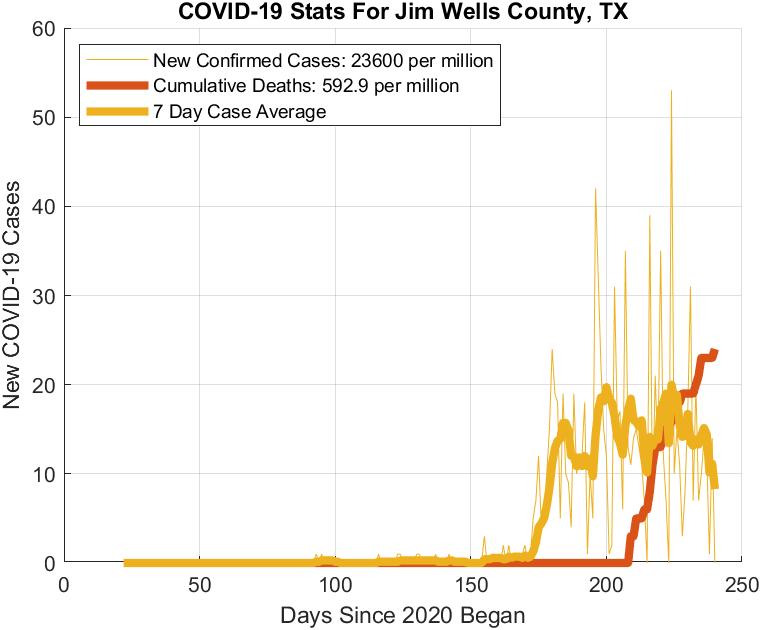 COVID-19 Stats For Jim Wells County, TX
60
New Confirmed Cases: 23600 per million
Cumulative Deaths: 592.9 per million
7 Day Case Average
50
40
30
20
10
0
New COVID-19 Cases
0 50 100 150 200 250
Days Since 2020 Began